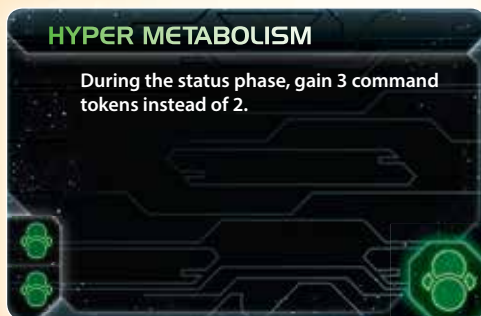 HYPER METABOLISM
During the status phase, gain 3 command
tokens instead of 2.